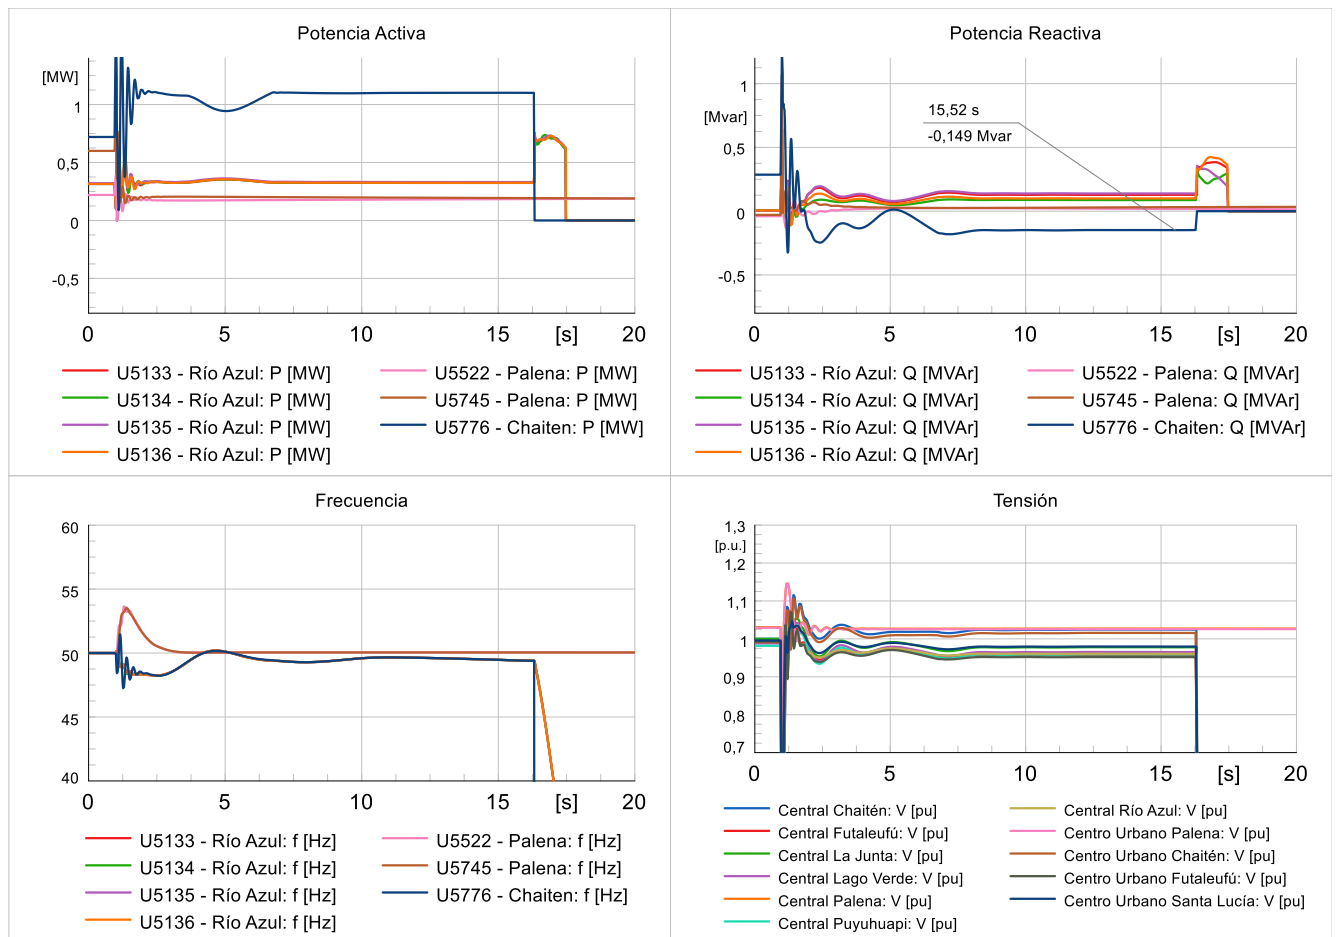 Potencia Activa
[MW]
1
0,5
0
-0,5
0 5 10 15 [s] 20
U5133 - Río Azul: P [MW]
U5134 - Río Azul: P [MW]
U5135 - Río Azul: P [MW]
U5136 - Río Azul: P [MW]
U5522 - Palena: P [MW]
U5745 - Palena: P [MW]
U5776 - Chaiten: P [MW]
Potencia Reactiva
1
[Mvar]
0,5
0
-0,5
15,52 s
-0,149 Mvar
0 5 10 15 [s] 20
U5133 - Río Azul: Q [MVAr]
U5134 - Río Azul: Q [MVAr]
U5135 - Río Azul: Q [MVAr]
U5136 - Río Azul: Q [MVAr]
U5522 - Palena: Q [MVAr]
U5745 - Palena: Q [MVAr]
U5776 - Chaiten: Q [MVAr]
Frecuencia
60
55
50
45
40
0 5 10 15 [s] 20
U5133 - Río Azul: f [Hz]
U5134 - Río Azul: f [Hz]
U5135 - Río Azul: f [Hz]
U5136 - Río Azul: f [Hz]
U5522 - Palena: f [Hz]
U5745 - Palena: f [Hz]
U5776 - Chaiten: f [Hz]
Tensión
1,3
[p.u.]
1,2
1,1
1
0,9
0,8
0,7
0 5 10 15 [s] 20
Central Chaitén: V [pu]
Central Futaleufú: V [pu]
Central La Junta: V [pu]
Central Lago Verde: V [pu]
Central Palena: V [pu]
Central Puyuhuapi: V [pu]
Central Río Azul: V [pu]
Centro Urbano Palena: V [pu]
Centro Urbano Chaitén: V [pu]
Centro Urbano Futaleufú: V [pu]
Centro Urbano Santa Lucía: V [pu]